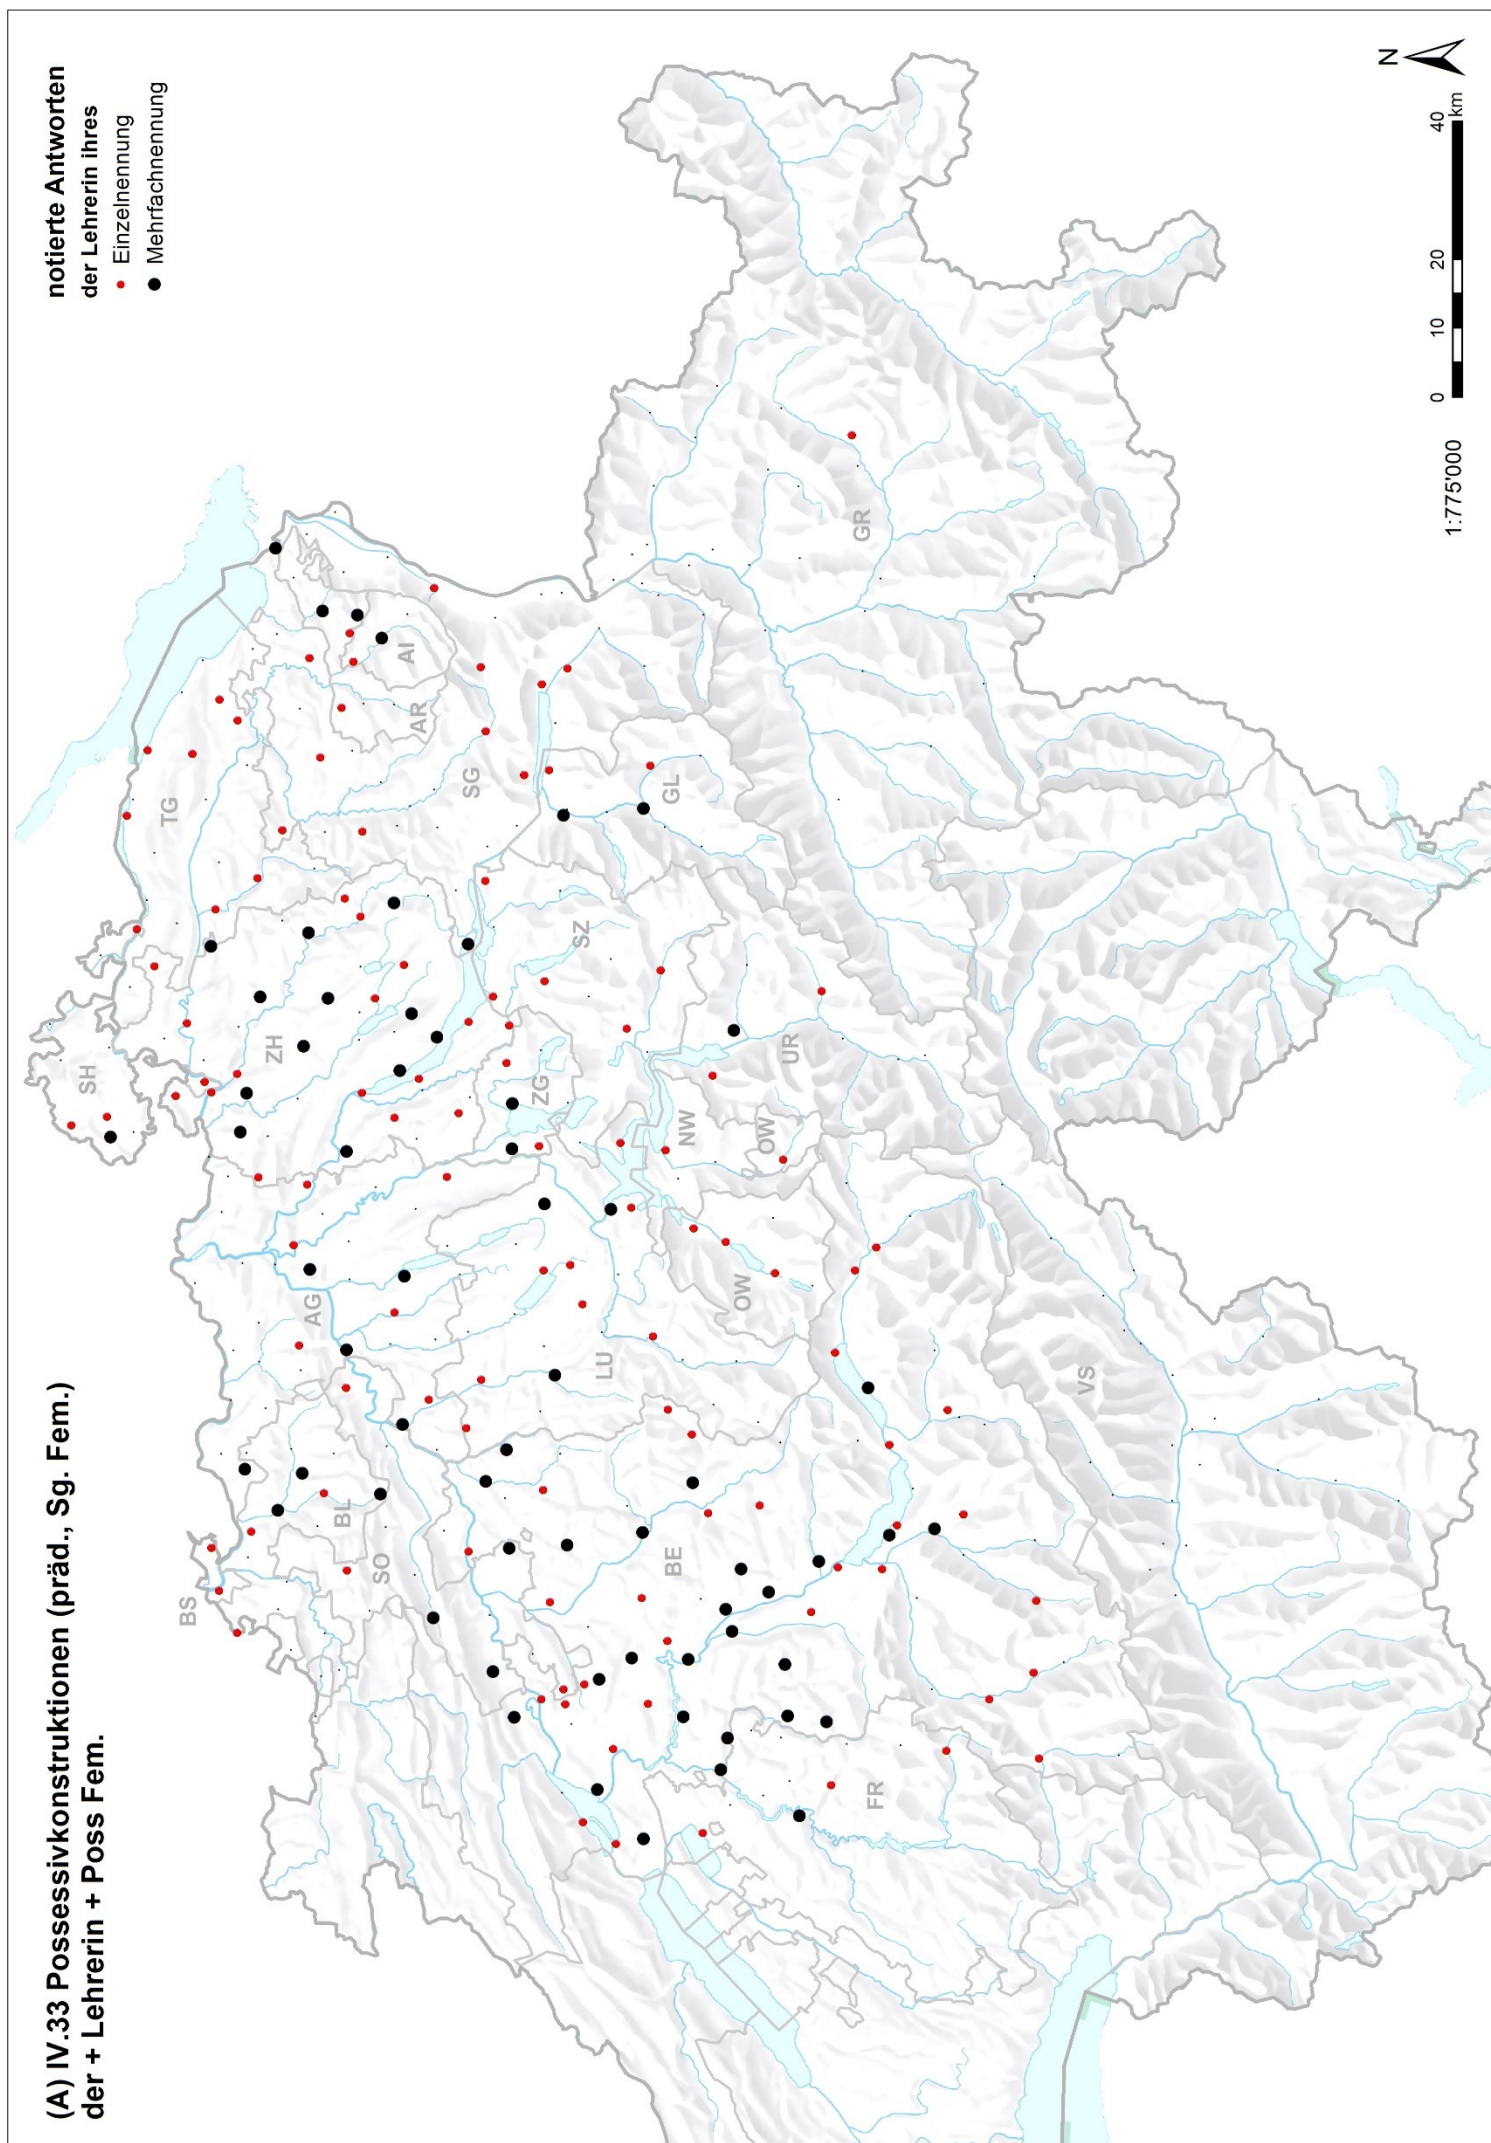 (A) IV.33 Possessivkonstruktionen (präd., Sg. Fem.)
der + Lehrerin + Poss Fem.
notierte Antworten
der Lehrerin ihres
Einzelnennung
Mehrfachnennung
SH
BS
TG
ZH
AG
BL
SO
AI
AR
SG
ZG
SZ
GL
LU
NW
OW
OW
UR
BE
GR
FR
VS
N
0 10 20 40
km
1:775'000